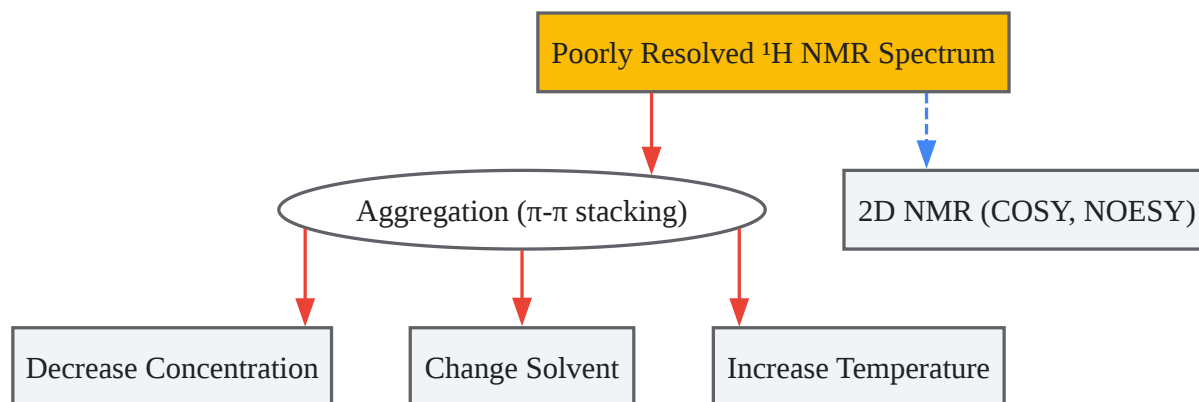 Poorly Resolved ¹H NMR Spectrum
Aggregation (π-π stacking)
2D NMR (COSY, NOESY)
Decrease Concentration
Change Solvent
Increase Temperature